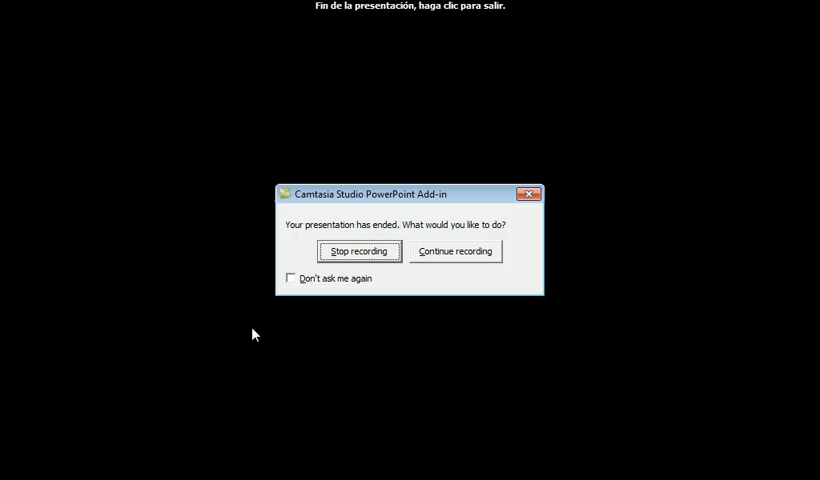 Fin de la presentación, haga clic para salir.
Camtasia Studio PowerPoint Add-in
Your presentation has ended. What would you like to do?
Stop recording Continue recording
Don't ask me again